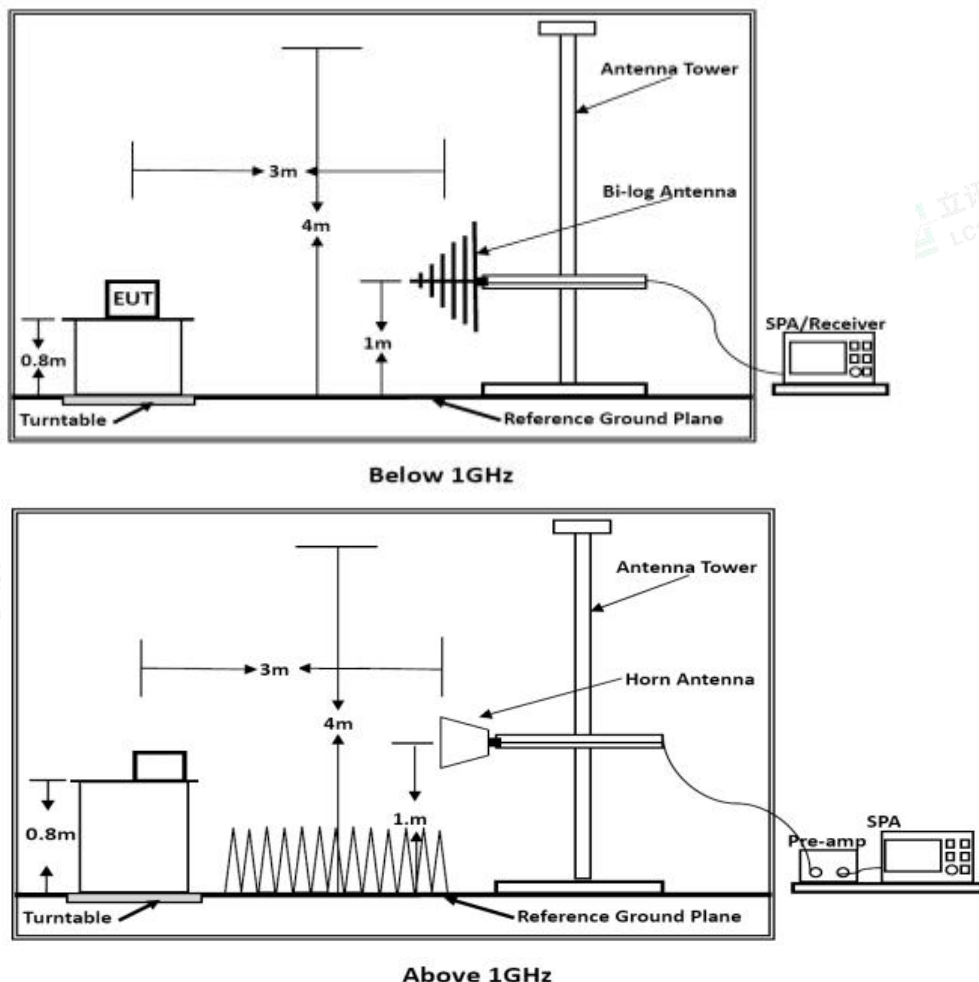 Antenna Tower
3m
Bi-log Antenna
4m
EUT
1m
SPA/Receiver
0.8m
Turntable
Reference Ground Plane
Below 1GHz
Antenna Tower
3m
Horn Antenna
4m
1.m
0.8m
SPA
Pre-amp
Turntable
Reference Ground Plane
Above 1GHz